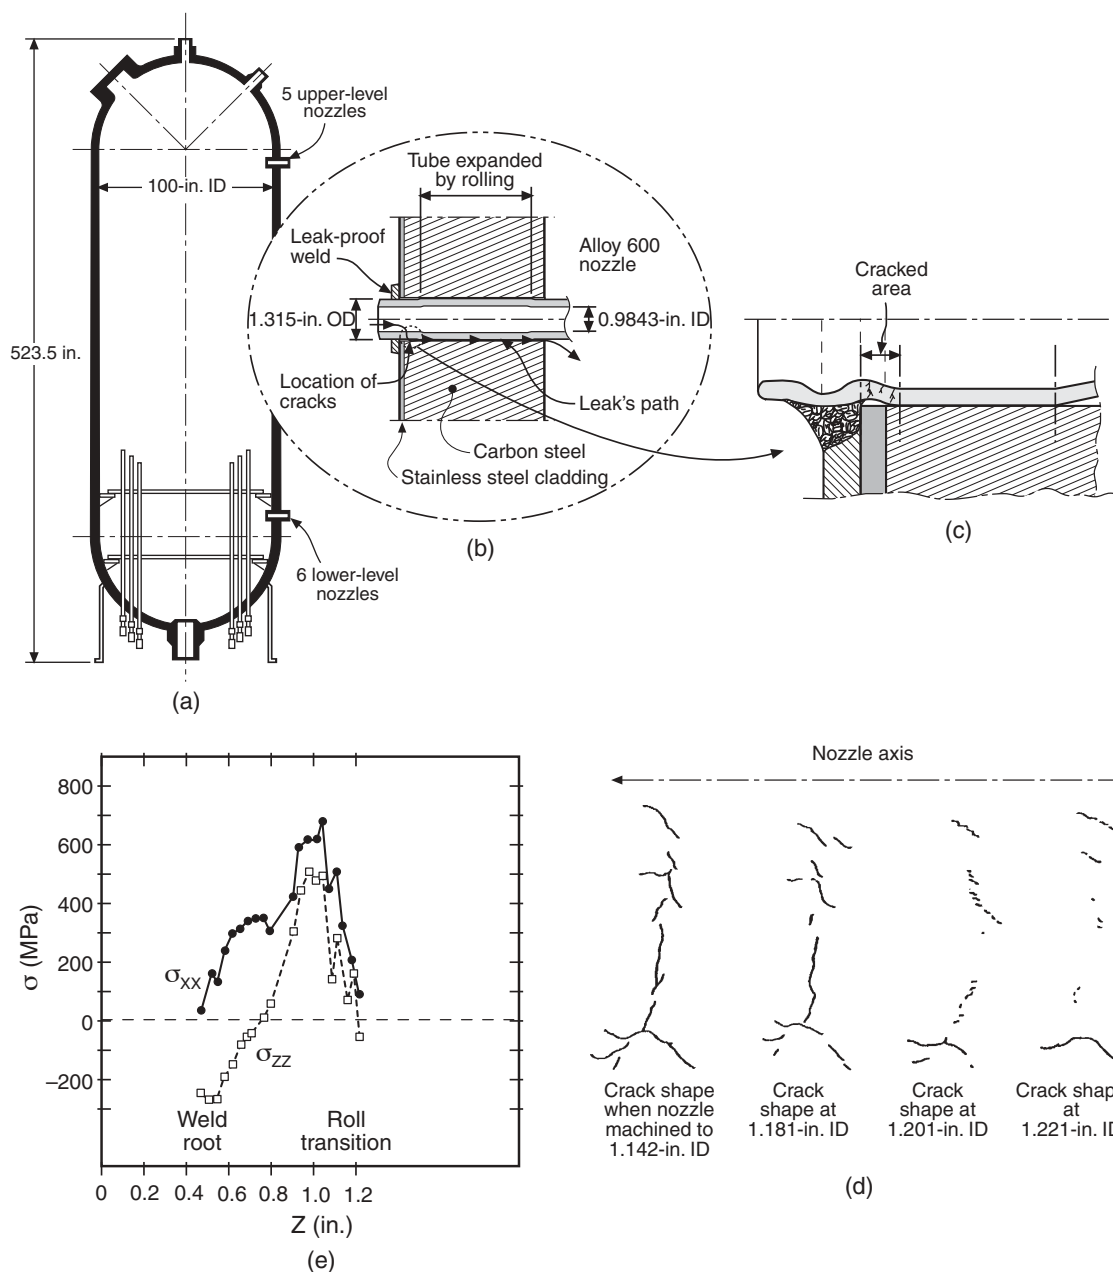 (a)
523.5 in.
100-in. ID
5 upper-level
nozzles
6 lower-level
nozzles
Tube expanded
by rolling
Leak-proof
weld
Alloy 600
nozzle
1.315-in. OD
0.9843-in. ID
Location of
cracks
Leak's path
Carbon steel
Stainless steel cladding
(b)
Cracked
area
(c)
800
600
400
200
0
–200
σ (MPa)
σXX
σZZ
Weld
root
Roll
transition
0 0.2 0.4 0.6 0.8 1.0 1.2
Z (in.)
(e)
Nozzle axis
Crack shape
when nozzle
machined to
1.142-in. ID
Crack
shape at
1.181-in. ID
Crack
shape at
1.201-in. ID
Crack shap
at
1.221-in. ID
(d)